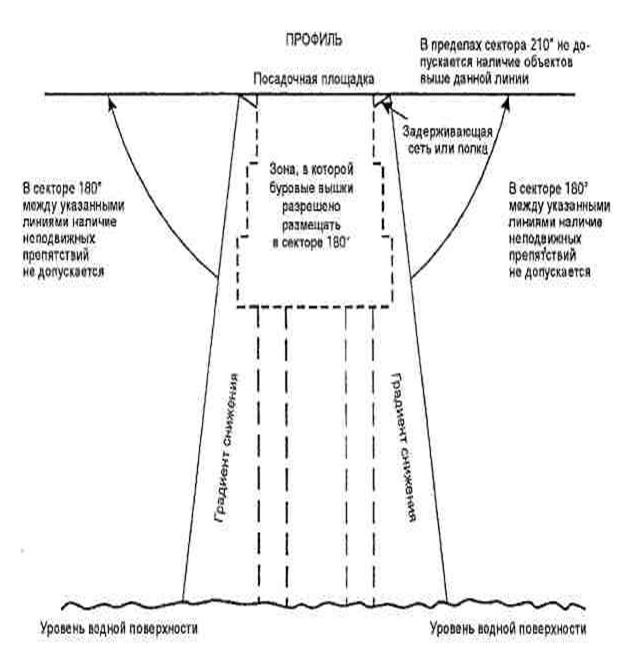 ПРОФИЛЬ
В пределах сектора 210° не до-
пускается наличие объектов
выше данной линии
Посадочная площадка
Задерживающая
сеть или полка
Зона, в которой
буровые вышки
разрешено
размещать
в секторе 180°
В секторе 180°
между указанными
линиями наличие
неподвижных
препятствий
не допускается
В секторе 180°
между указанными
линиями наличие
неподвижных
препятствий
не допускается
Градиент снижения
Градиент снижения
Уровень водной поверхности
Уровень водной поверхности